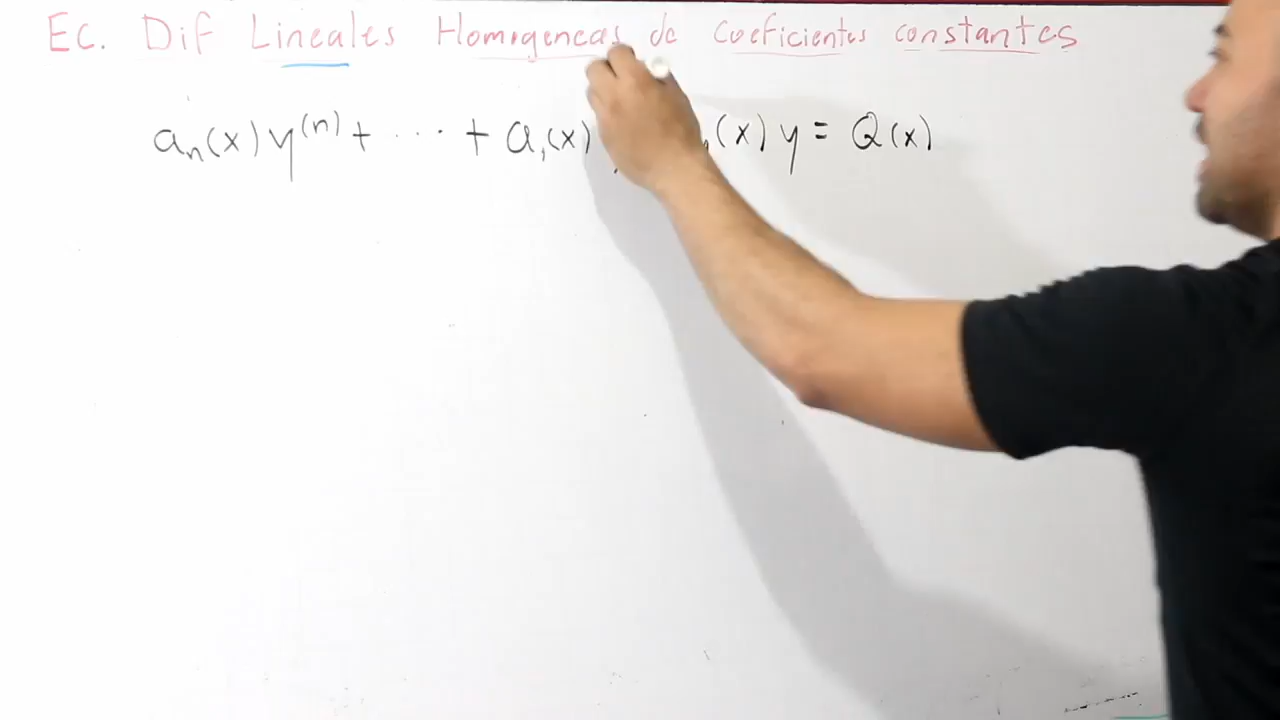 Ec. Dif Lineales Homogeneas de Coeficientes constantes
aₙ(x) y⁽ⁿ⁾ + ··· + a₁(x) (x) y = Q(x)